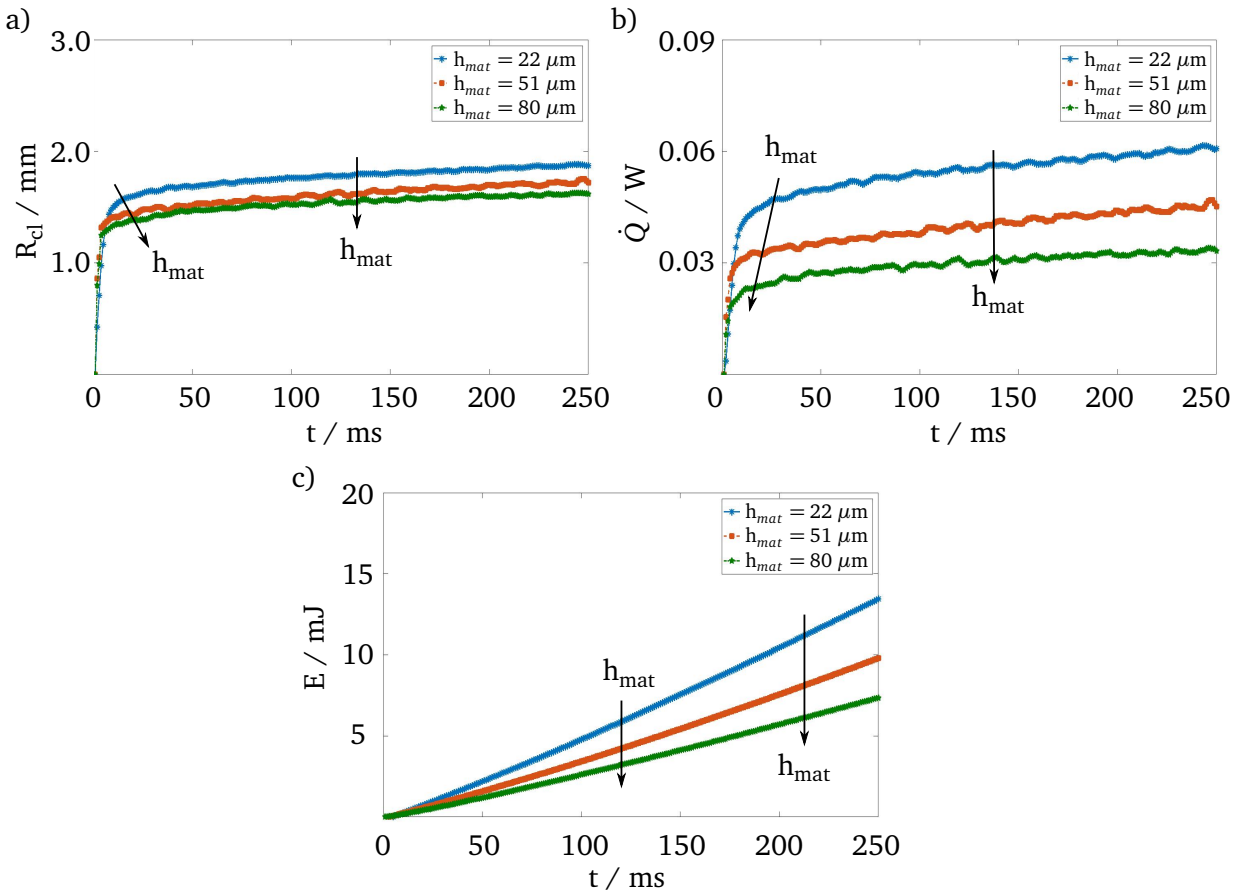 a)
3.0
2.0
1.0
R_cl / mm
h_mat = 22 μm
h_mat = 51 μm
h_mat = 80 μm
h_mat
h_mat
0 50 100 150 200 250
t / ms
b)
0.09
0.06
0.03
Q̇ / W
h_mat = 22 μm
h_mat = 51 μm
h_mat = 80 μm
h_mat
h_mat
0 50 100 150 200 250
t / ms
c)
20
15
10
5
E / mJ
h_mat = 22 μm
h_mat = 51 μm
h_mat = 80 μm
h_mat
h_mat
0 50 100 150 200 250
t / ms